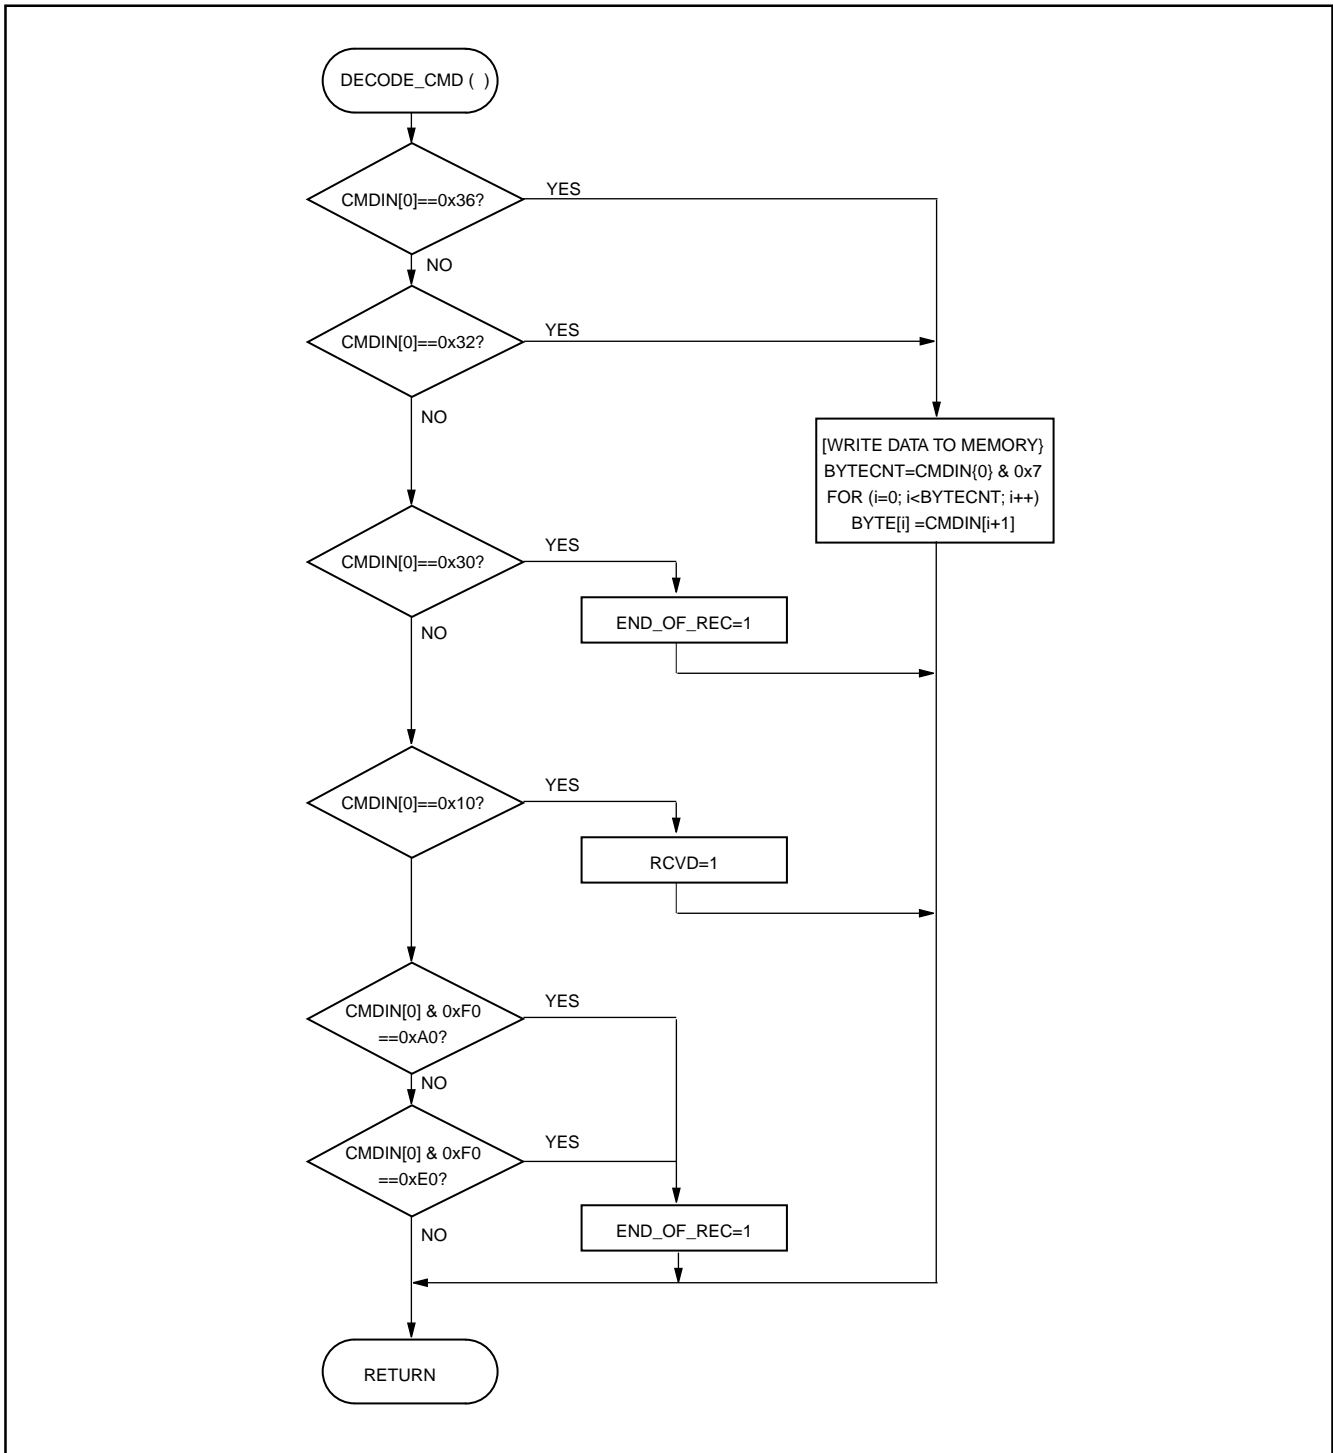 DECODE_CMD ( )
CMDIN[0]==0x36?
YES
NO
CMDIN[0]==0x32?
YES
NO
[WRITE DATA TO MEMORY}
BYTECNT=CMDIN{0} & 0x7
FOR (i=0; i<BYTECNT; i++)
BYTE[i] =CMDIN[i+1]
CMDIN[0]==0x30?
YES
NO
END_OF_REC=1
CMDIN[0]==0x10?
YES
RCVD=1
CMDIN[0] & 0xF0
==0xA0?
YES
NO
CMDIN[0] & 0xF0
==0xE0?
YES
NO
END_OF_REC=1
RETURN